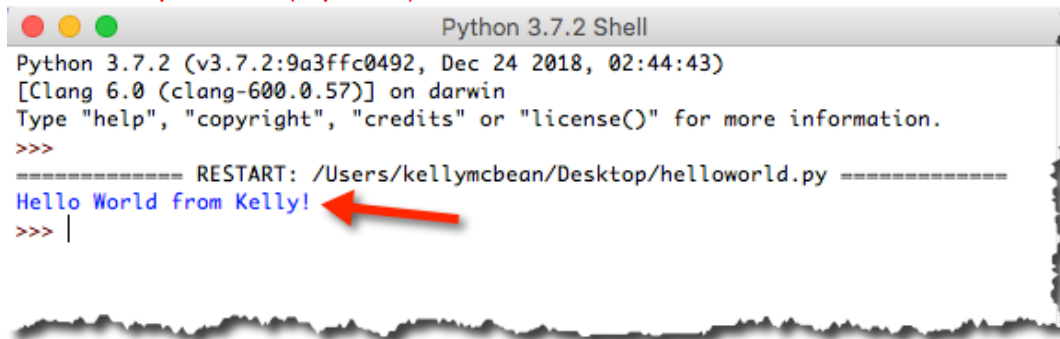 Python 3.7.2 Shell
Python 3.7.2 (v3.7.2:9a3ffc0492, Dec 24 2018, 02:44:43)
[Clang 6.0 (clang-600.0.57)] on darwin
Type "help", "copyright", "credits" or "license()" for more information.
>>>
============= RESTART: /Users/kellymcbean/Desktop/helloworld.py =============
Hello World from Kelly!
>>>